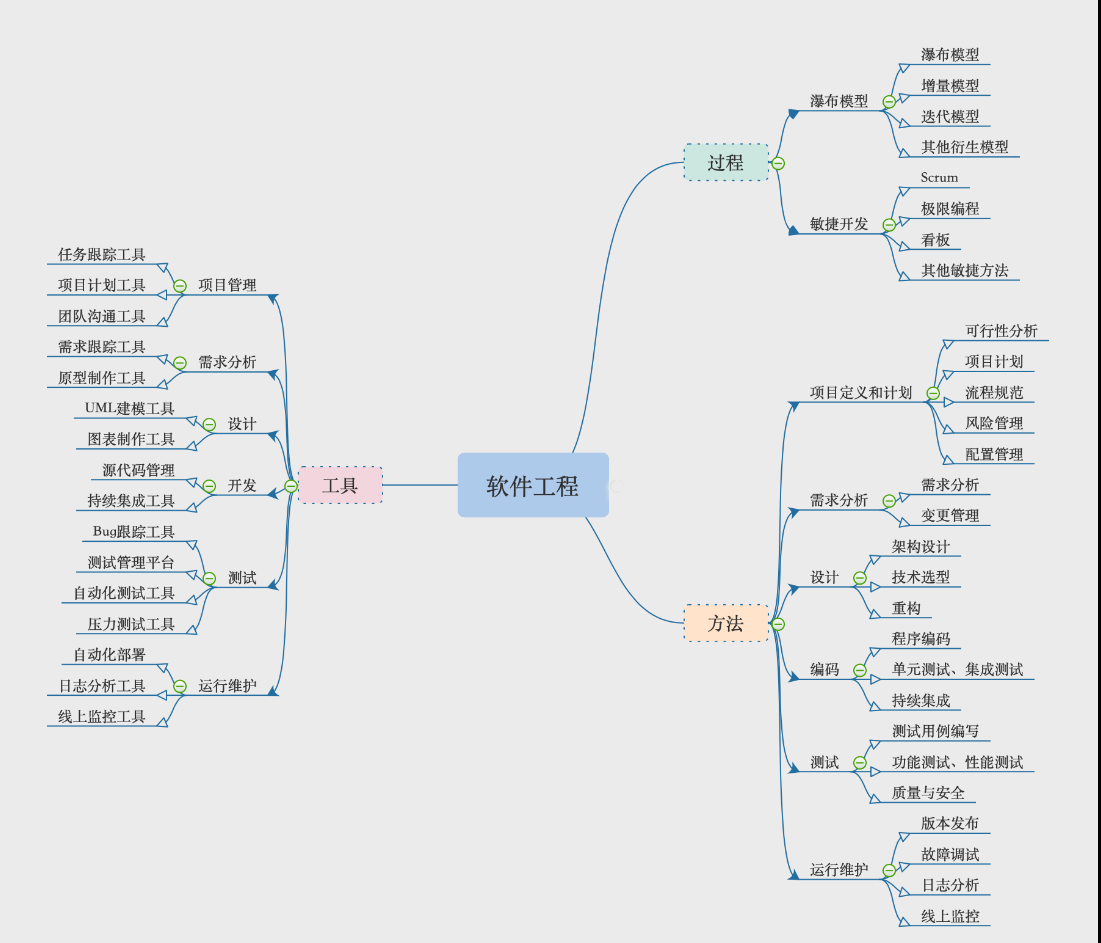 软件工程
过程
瀑布模型
瀑布模型
增量模型
迭代模型
其他衍生模型
敏捷开发
Scrum
极限编程
看板
其他敏捷方法
方法
项目定义和计划
可行性分析
项目计划
流程规范
风险管理
配置管理
需求分析
需求分析
变更管理
设计
架构设计
技术选型
重构
编码
程序编码
单元测试、集成测试
持续集成
测试
测试用例编写
功能测试、性能测试
质量与安全
运行维护
版本发布
故障调试
日志分析
线上监控
工具
项目管理
任务跟踪工具
项目计划工具
团队沟通工具
需求分析
需求跟踪工具
原型制作工具
设计
UML建模工具
图表制作工具
开发
源代码管理
持续集成工具
测试
Bug跟踪工具
测试管理平台
自动化测试工具
压力测试工具
运行维护
自动化部署
日志分析工具
线上监控工具